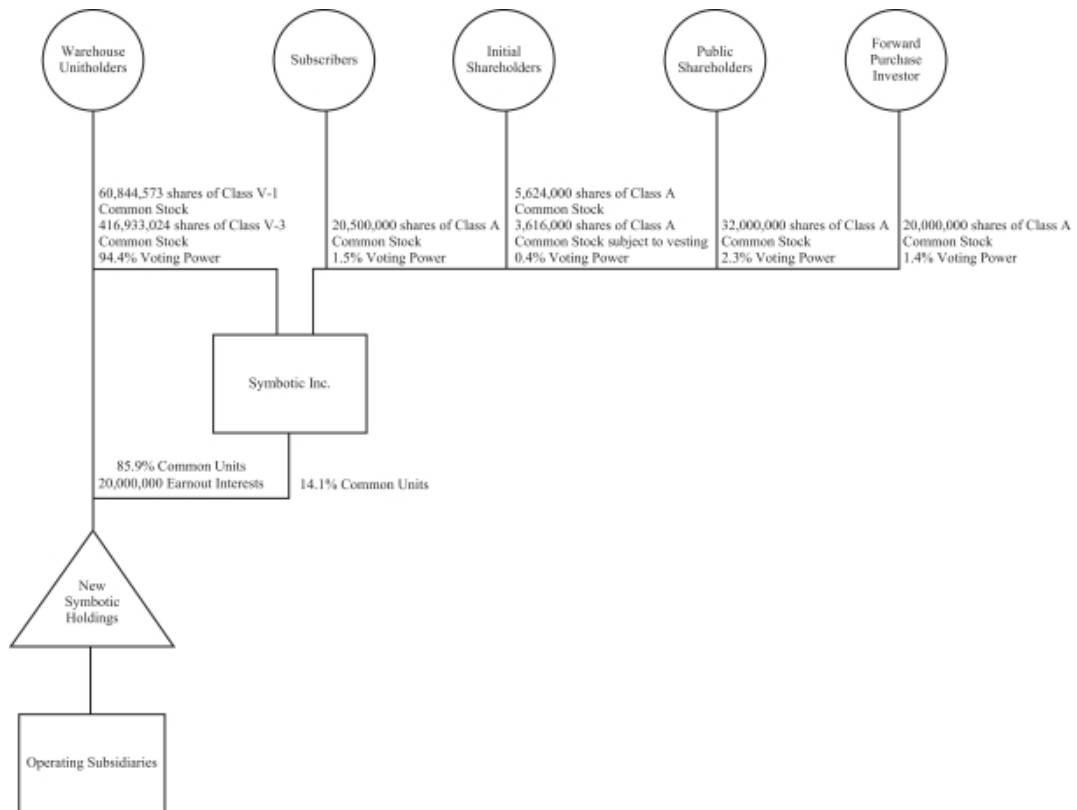 Warehouse
Unitholders
Subscribers
Initial
Shareholders
Public
Shareholders
Forward
Purchase
Investor
60,844,573 shares of Class V-1
Common Stock
416,933,024 shares of Class V-3
Common Stock
94.4% Voting Power
20,500,000 shares of Class A
Common Stock
1.5% Voting Power
5,624,000 shares of Class A
Common Stock
3,616,000 shares of Class A
Common Stock subject to vesting
0.4% Voting Power
32,000,000 shares of Class A
Common Stock
2.3% Voting Power
20,000,000 shares of Class A
Common Stock
1.4% Voting Power
Symbotic Inc.
85.9% Common Units
20,000,000 Earnout Interests
14.1% Common Units
New
Symbotic
Holdings
Operating Subsidiaries